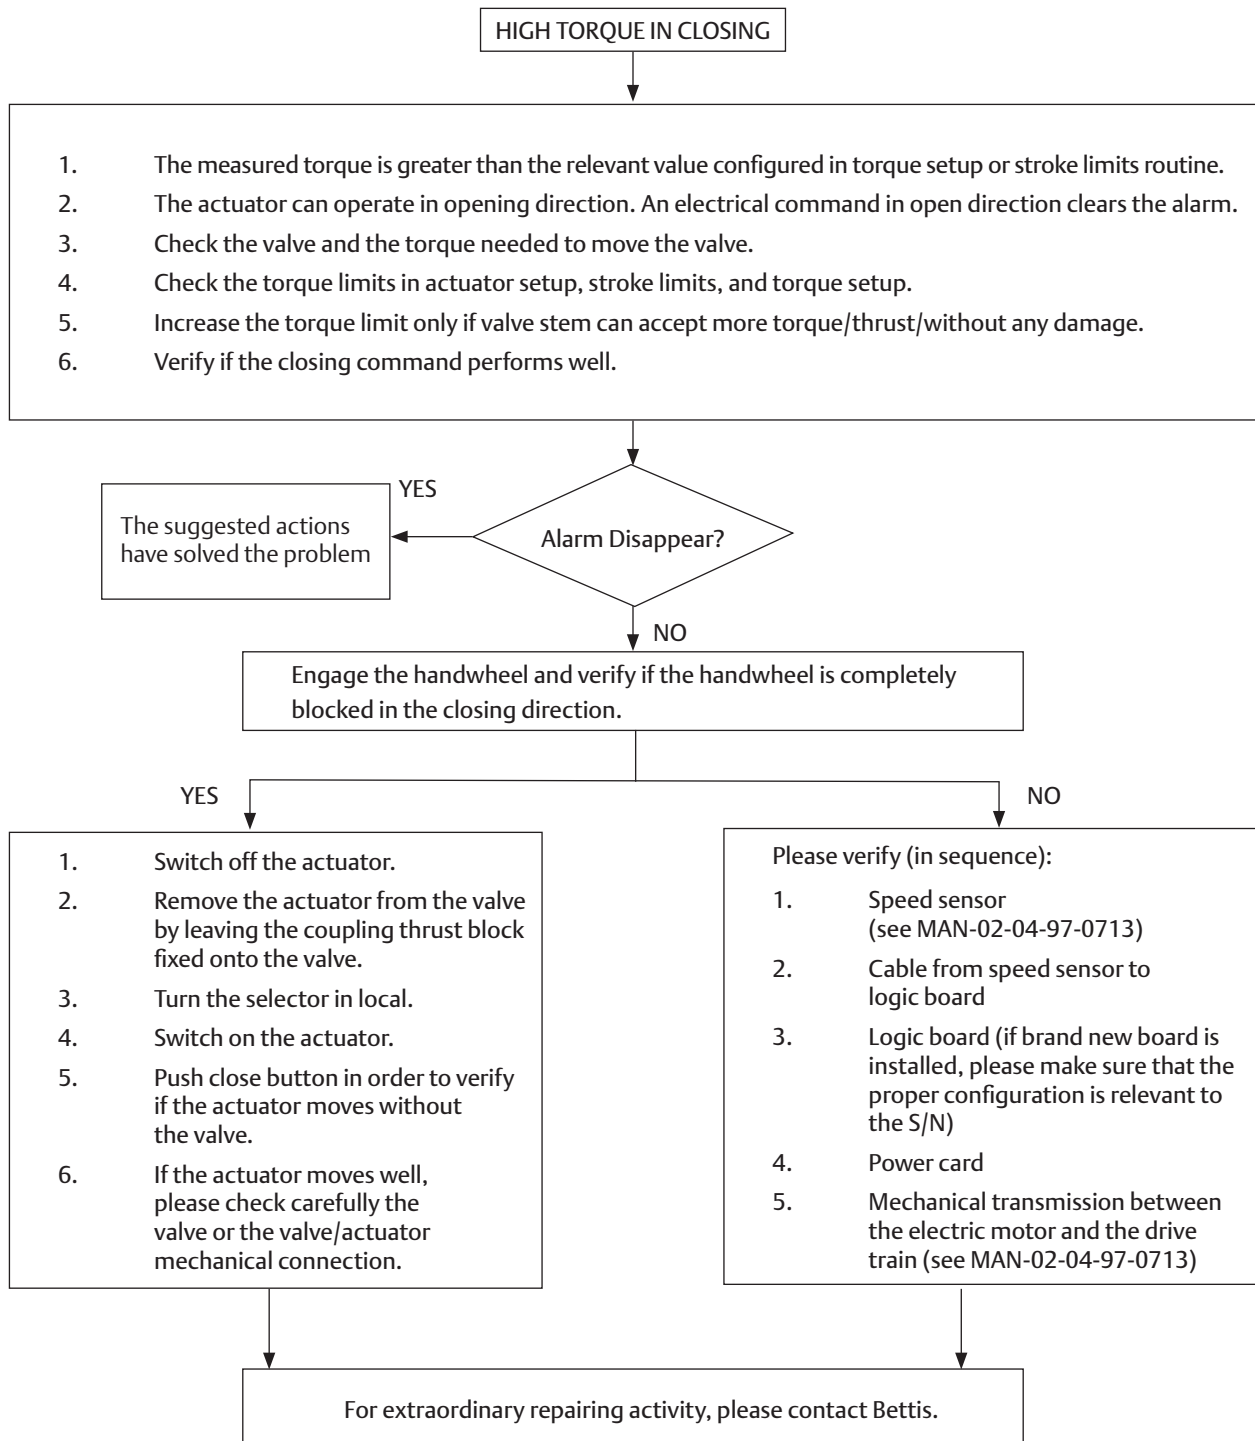 HIGH TORQUE IN CLOSING
1. The measured torque is greater than the relevant value configured in torque setup or stroke limits routine.
2. The actuator can operate in opening direction. An electrical command in open direction clears the alarm.
3. Check the valve and the torque needed to move the valve.
4. Check the torque limits in actuator setup, stroke limits, and torque setup.
5. Increase the torque limit only if valve stem can accept more torque/thrust/without any damage.
6. Verify if the closing command performs well.
Alarm Disappear?
YES
The suggested actions
have solved the problem
NO
Engage the handwheel and verify if the handwheel is completely
blocked in the closing direction.
YES
1. Switch off the actuator.
2. Remove the actuator from the valve
by leaving the coupling thrust block
fixed onto the valve.
3. Turn the selector in local.
4. Switch on the actuator.
5. Push close button in order to verify
if the actuator moves without
the valve.
6. If the actuator moves well,
please check carefully the
valve or the valve/actuator
mechanical connection.
NO
Please verify (in sequence):
1. Speed sensor
(see MAN-02-04-97-0713)
2. Cable from speed sensor to
logic board
3. Logic board (if brand new board is
installed, please make sure that the
proper configuration is relevant to
the S/N)
4. Power card
5. Mechanical transmission between
the electric motor and the drive
train (see MAN-02-04-97-0713)
For extraordinary repairing activity, please contact Bettis.